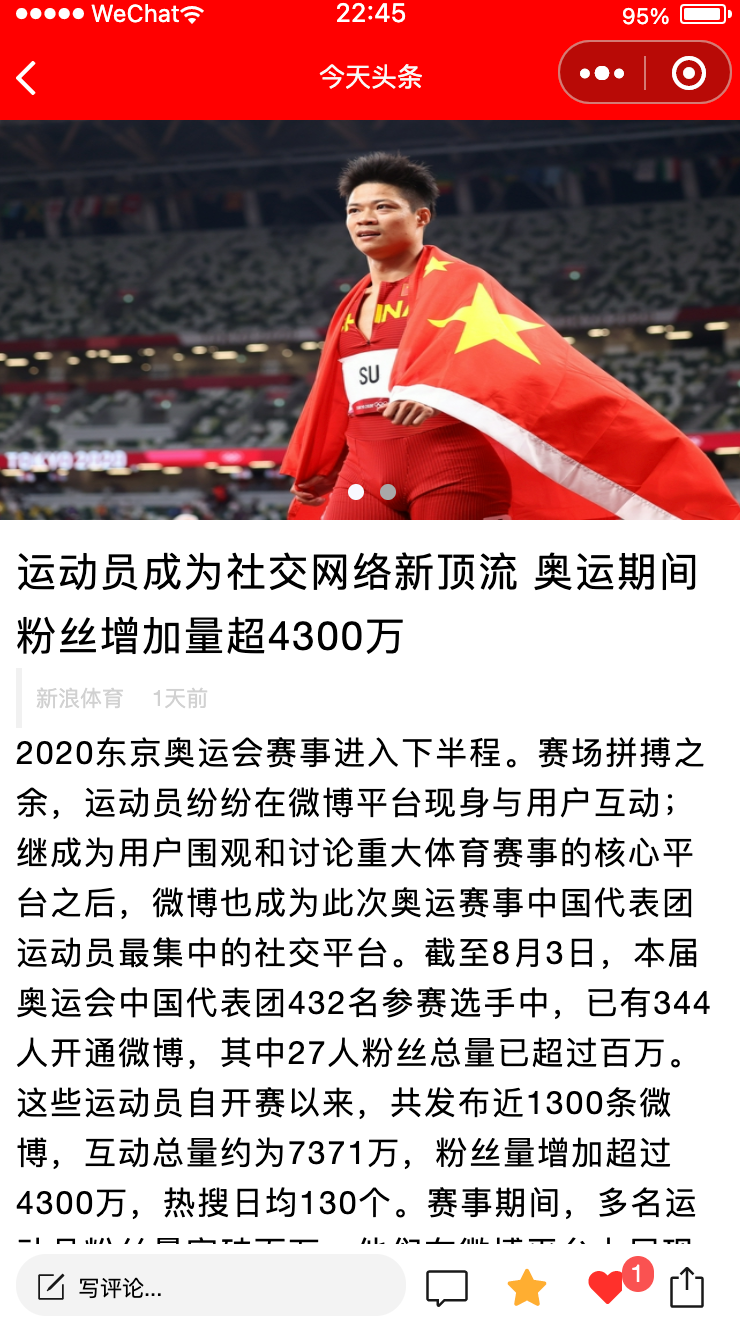 WeChat
22:45
95%
今天头条
CHINA
SU
TOKYO 2020
运动员成为社交网络新顶流 奥运期间
粉丝增加量超4300万
新浪体育 1天前
2020东京奥运会赛事进入下半程。赛场拼搏之
余，运动员纷纷在微博平台现身与用户互动；
继成为用户围观和讨论重大体育赛事的核心平
台之后，微博也成为此次奥运赛事中国代表团
运动员最集中的社交平台。截至8月3日，本届
奥运会中国代表团432名参赛选手中，已有344
人开通微博，其中27人粉丝总量已超过百万。
这些运动员自开赛以来，共发布近1300条微
博，互动总量约为7371万，粉丝量增加超过
4300万，热搜日均130个。赛事期间，多名运
写评论...
1